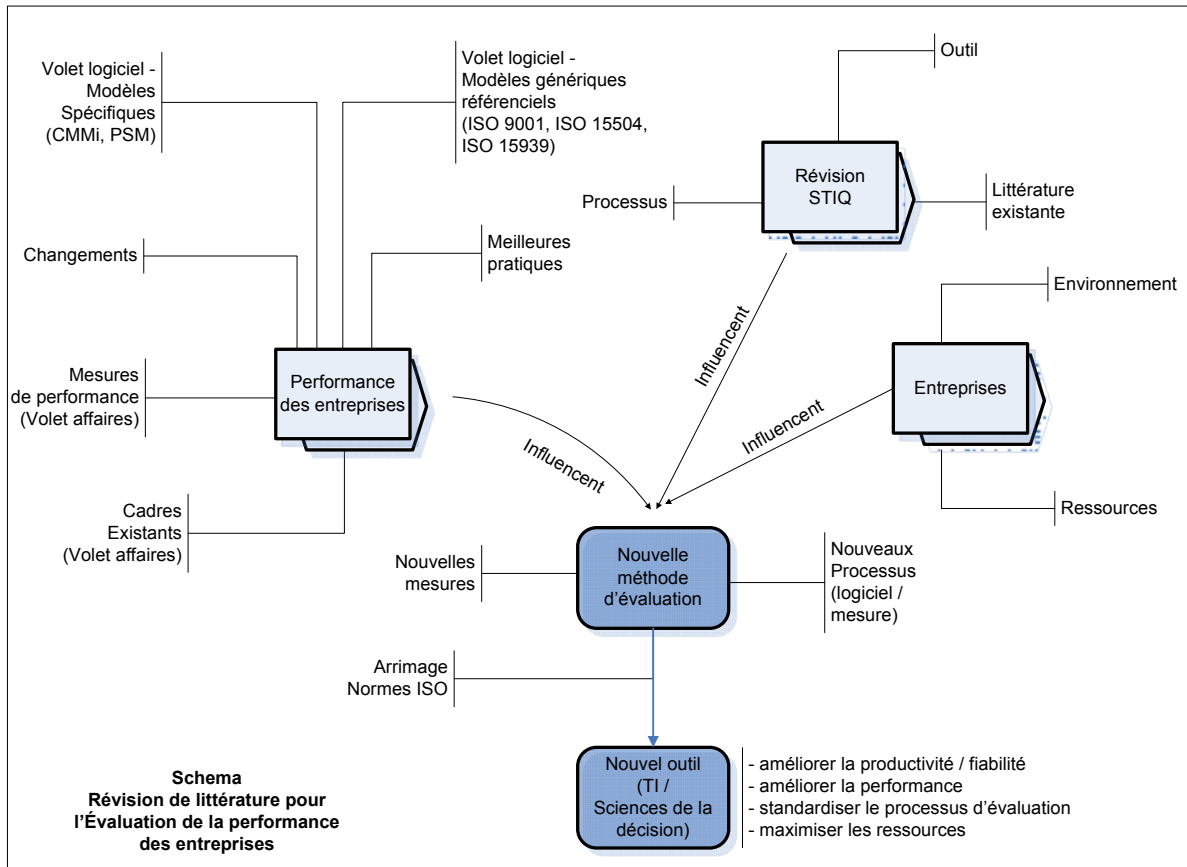 Volet logiciel -
Modèles
Spécifiques
(CMMi, PSM)
Volet logiciel -
Modèles génériques
référenciels
(ISO 9001, ISO 15504,
ISO 15939)
Outil
Révision
STIQ
Processus
Littérature
existante
Changements
Meilleures
pratiques
Environnement
Mesures
de performance
(Volet affaires)
Performance
des entreprises
Entreprises
Influencent
Influencent
Influencent
Cadres
Existants
(Volet affaires)
Ressources
Nouvelles
mesures
Nouvelle
méthode
d’évaluation
Nouveaux
Processus
(logiciel /
mesure)
Arrimage
Normes ISO
Nouvel outil
(TI /
Sciences de la
décision)
- améliorer la productivité / fiabilité
- améliorer la performance
- standardiser le processus d’évaluation
- maximiser les ressources
Schema
Révision de littérature pour
l’Évaluation de la performance
des entreprises